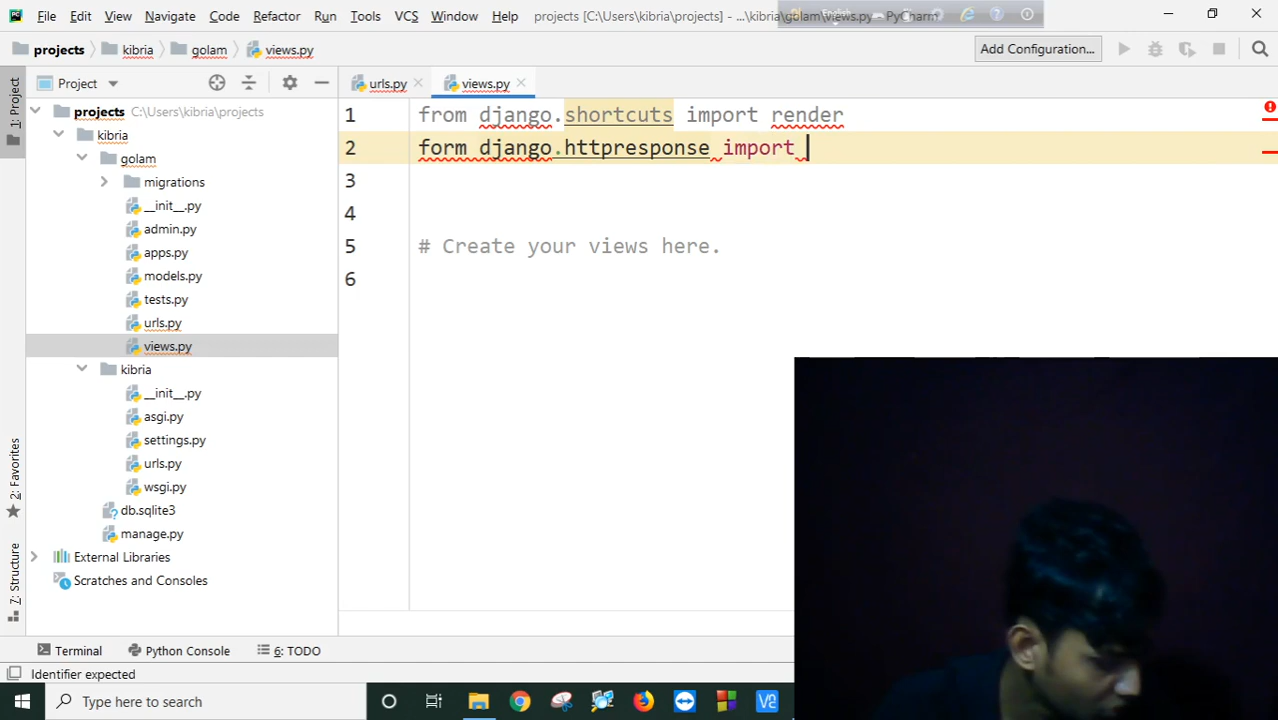 File Edit View Navigate Code Refactor Run Tools VCS Window Help projects [C:\Users\kibria\projects] - ...\kibria\golam\views.py - PyCharm
English
projects kibria golam views.py Add Configuration...
1: Project
Project
urls.py views.py
projects C:\Users\kibria\projects
kibria
golam
migrations
__init__.py
admin.py
apps.py
models.py
tests.py
urls.py
views.py
kibria
__init__.py
asgi.py
settings.py
urls.py
wsgi.py
db.sqlite3
manage.py
External Libraries
Scratches and Consoles
1 from django.shortcuts import render
2 form django.httpresponse import
3
4
5 # Create your views here.
6
2: Favorites
7: Structure
Terminal Python Console 6: TODO
Identifier expected
Type here to search